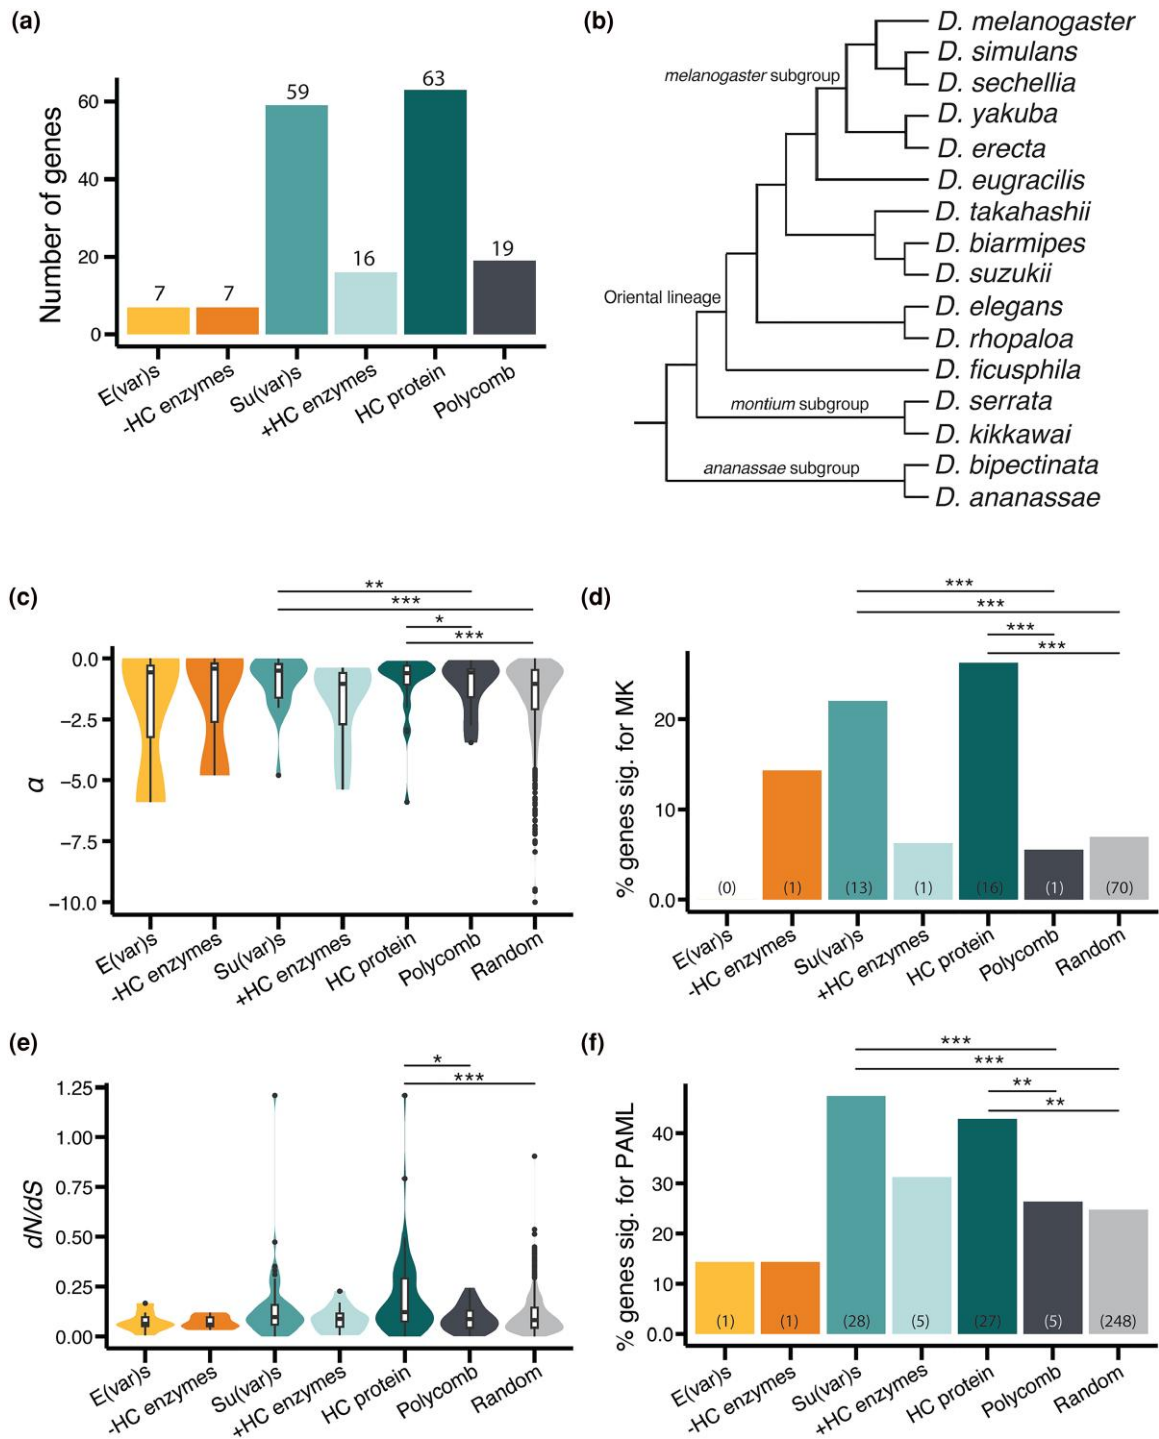 (a)
Number of genes
60
40
20
0
7
7
59
16
63
19
E(var)s
-HC enzymes
Su(var)s
+HC enzymes
HC protein
Polycomb
(b)
D. melanogaster
D. simulans
melanogaster subgroup
D. sechellia
D. yakuba
D. erecta
D. eugracilis
D. takahashii
D. biarmipes
D. suzukii
Oriental lineage
D. elegans
D. rhopaloa
D. ficusphila
D. serrata
montium subgroup
D. kikkawai
D. bipectinata
ananassae subgroup
D. ananassae
(c)
**
***
*
***
α
0.0
−2.5
−5.0
−7.5
−10.0
E(var)s
-HC enzymes
Su(var)s
+HC enzymes
HC protein
Polycomb
Random
(d)
***
***
***
***
% genes sig. for MK
20
10
0.0
(0)
(1)
(13)
(1)
(16)
(1)
(70)
E(var)s
-HC enzymes
Su(var)s
+HC enzymes
HC protein
Polycomb
Random
(e)
*
***
dN/dS
1.25
1.00
0.75
0.50
0.25
0.00
E(var)s
-HC enzymes
Su(var)s
+HC enzymes
HC protein
Polycomb
Random
(f)
***
***
**
**
% genes sig. for PAML
40
30
20
10
0.0
(1)
(1)
(28)
(5)
(27)
(5)
(248)
E(var)s
-HC enzymes
Su(var)s
+HC enzymes
HC protein
Polycomb
Random